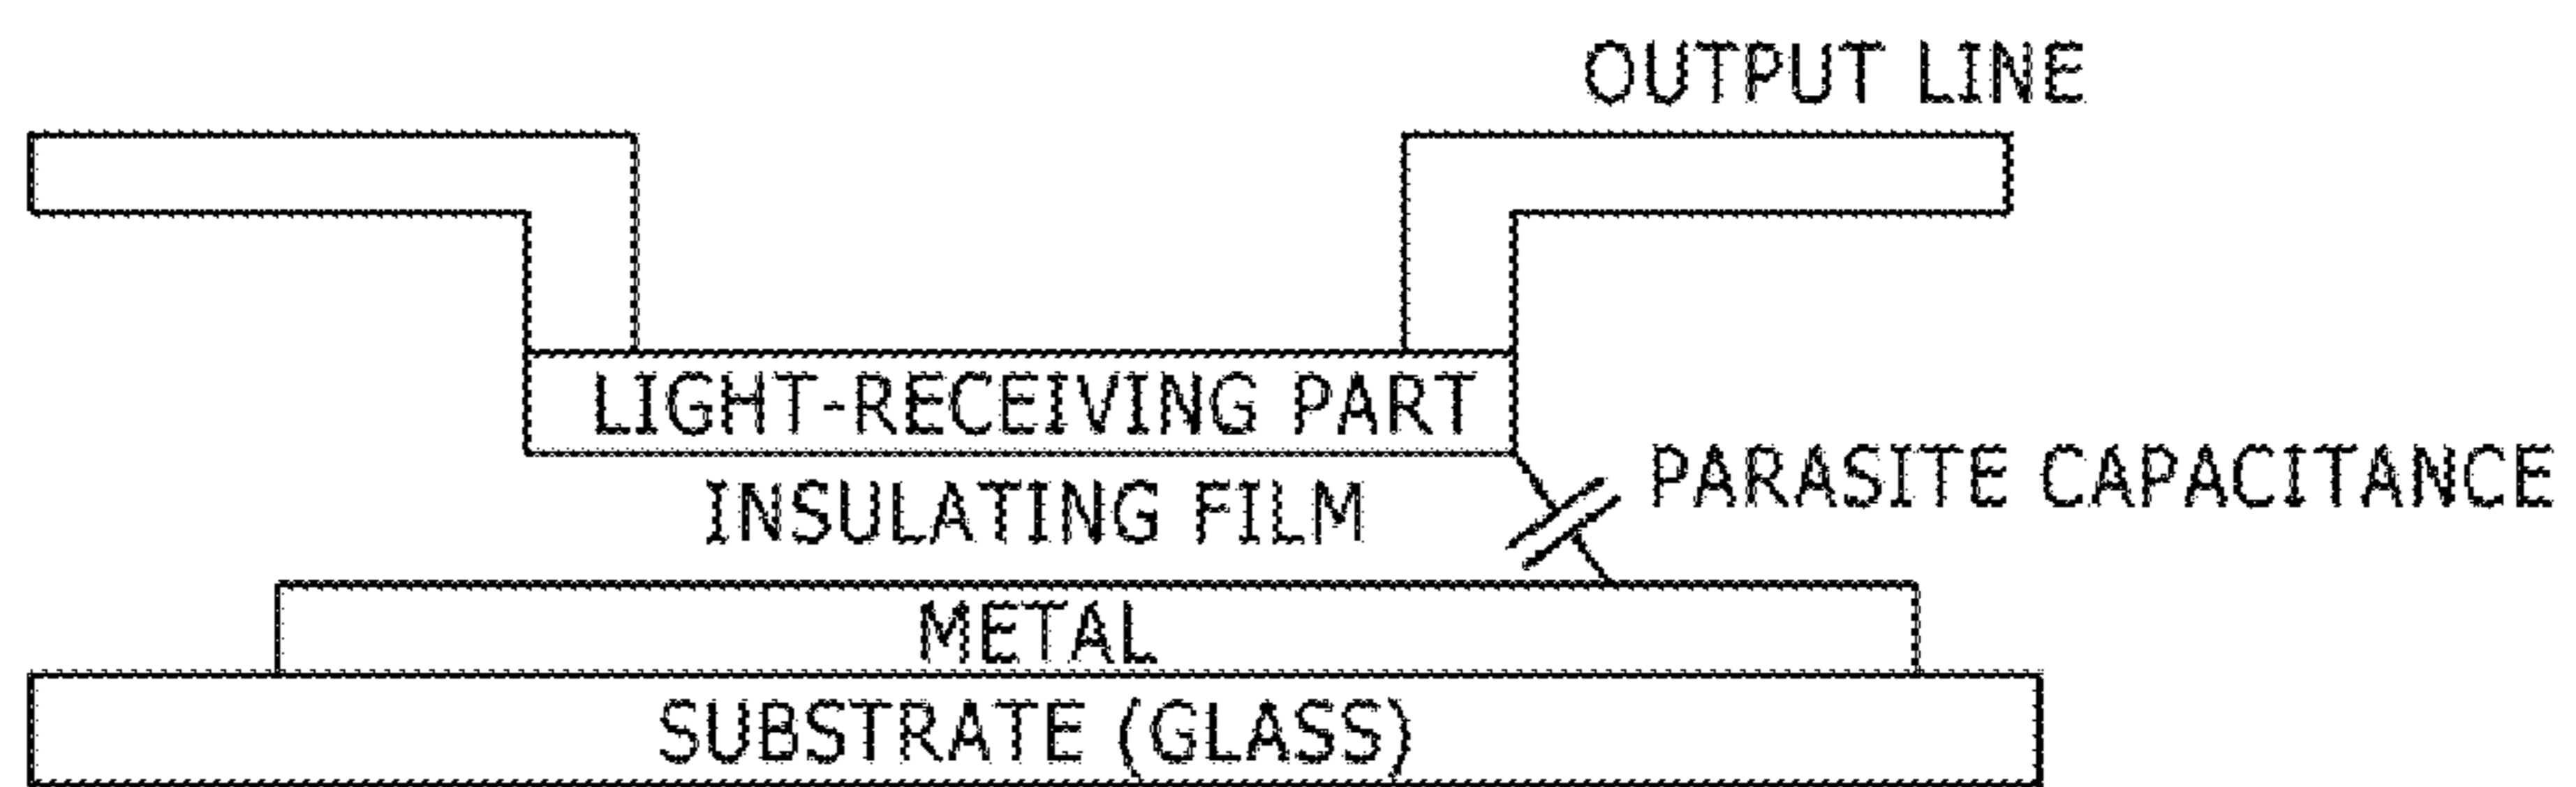 OUTPUT LINE
LIGHT-RECEIVING PART
PARASITE CAPACITANCE
INSULATING FILM
METAL
SUBSTRATE (GLASS)